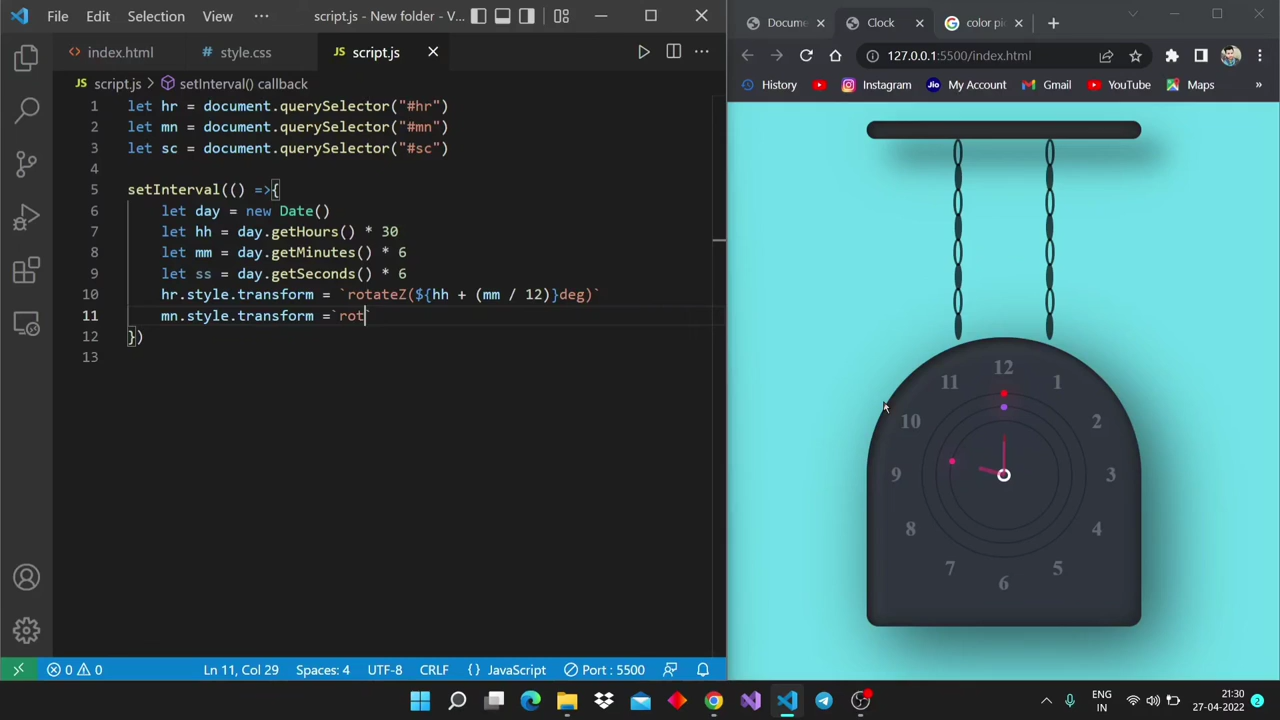 File Edit Selection View ··· script.js - New folder - V...
index.html style.css JS script.js
JS script.js > setInterval() callback
1 let hr = document.querySelector("#hr")
2 let mn = document.querySelector("#mn")
3 let sc = document.querySelector("#sc")
4
5 setInterval(() =>{
6 let day = new Date()
7 let hh = day.getHours() * 30
8 let mm = day.getMinutes() * 6
9 let ss = day.getSeconds() * 6
10 hr.style.transform = `rotateZ(${hh + (mm / 12)}deg)`
11 mn.style.transform =`rot`
12 })
13
0 0 Ln 11, Col 29 Spaces: 4 UTF-8 CRLF { } JavaScript Port : 5500
Docume Clock color pi
127.0.0.1:5500/index.html
History Instagram Jio My Account Gmail YouTube Maps »
12
11 1
10 2
9 3
8 4
7 5
6
ENG
IN
21:30
27-04-2022
2